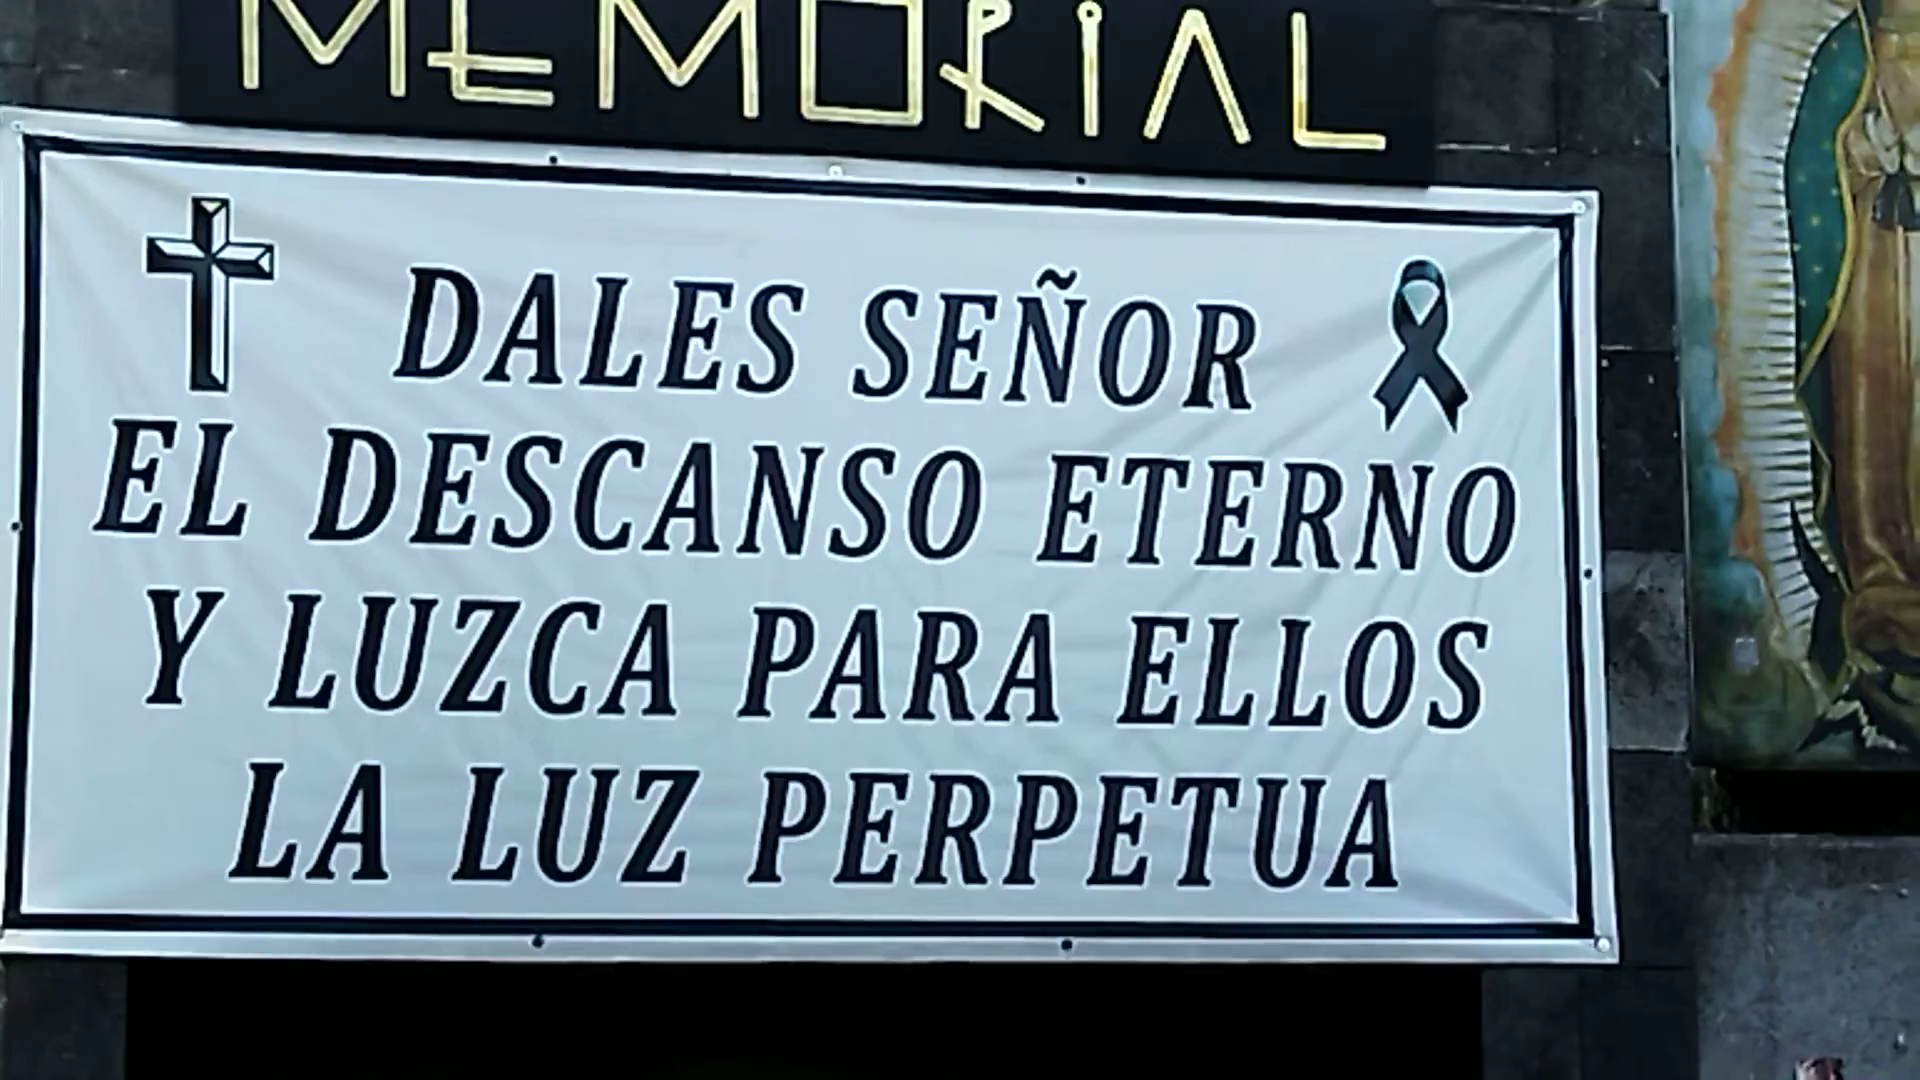 MEMORIAL
DALES SEÑOR
EL DESCANSO ETERNO
Y LUZCA PARA ELLOS
LA LUZ PERPETUA